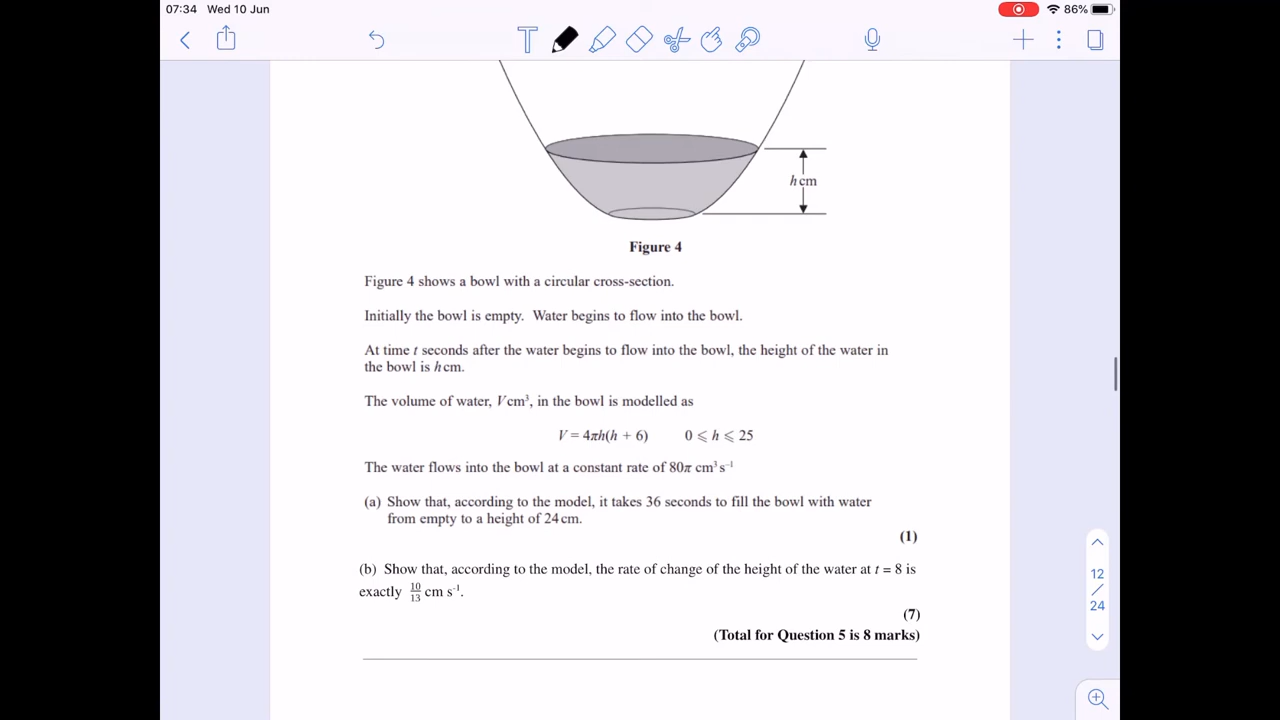 07:34 Wed 10 Jun
86%
h cm
Figure 4
Figure 4 shows a bowl with a circular cross-section.
Initially the bowl is empty. Water begins to flow into the bowl.
At time t seconds after the water begins to flow into the bowl, the height of the water in
the bowl is h cm.
The volume of water, V cm³, in the bowl is modelled as
V = 4πh(h + 6) 0 ⩽ h ⩽ 25
The water flows into the bowl at a constant rate of 80π cm³ s⁻¹
(a) Show that, according to the model, it takes 36 seconds to fill the bowl with water
from empty to a height of 24 cm.
(1)
(b) Show that, according to the model, the rate of change of the height of the water at t = 8 is
exactly 10/13 cm s⁻¹.
(7)
(Total for Question 5 is 8 marks)
12
/
24